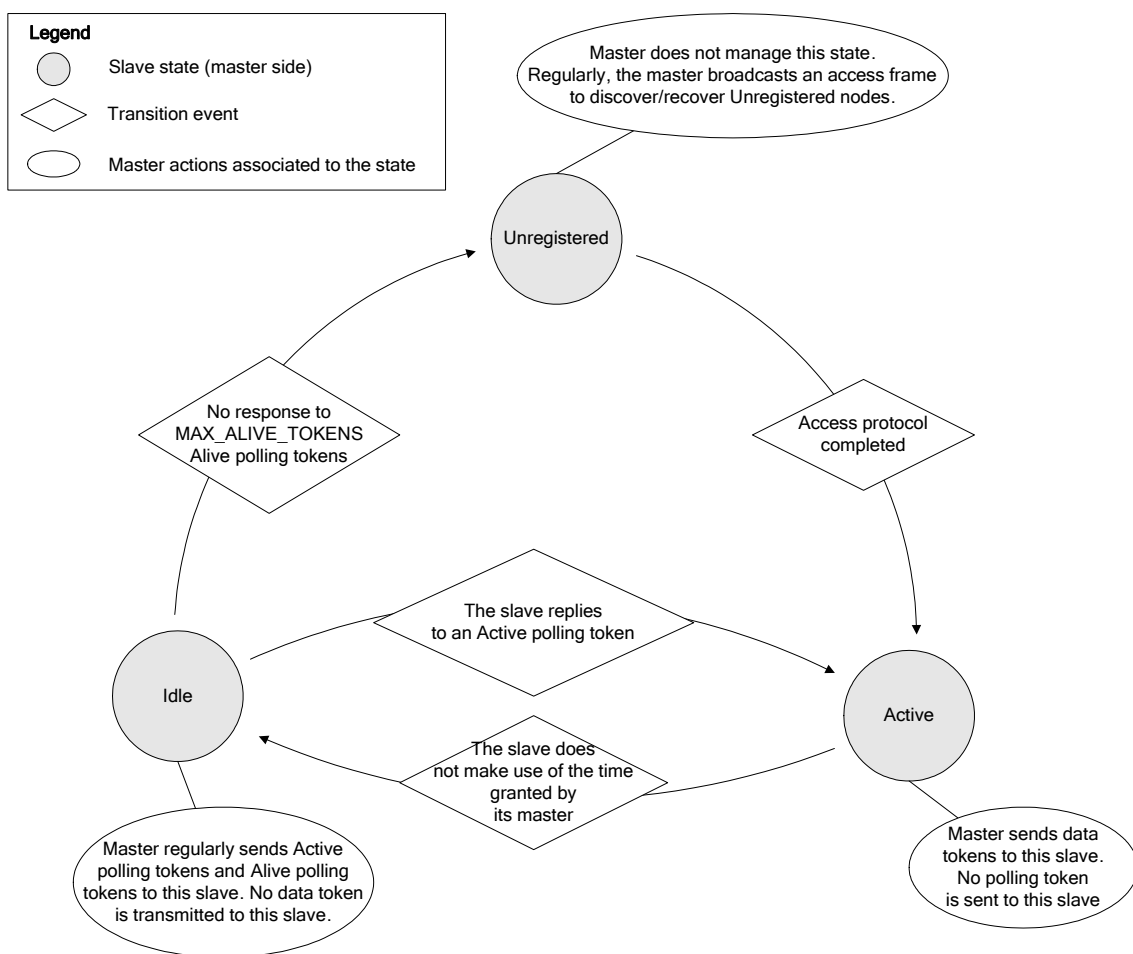 Legend
Slave state (master side)
Transition event
Master actions associated to the state
Master does not manage this state.
Regularly, the master broadcasts an access frame
to discover/recover Unregistered nodes.
Unregistered
No response to
MAX_ALIVE_TOKENS
Alive polling tokens
Access protocol
completed
The slave replies
to an Active polling token
Idle
Active
The slave does
not make use of the time
granted by
its master
Master regularly sends Active
polling tokens and Alive polling
tokens to this slave. No data token
is transmitted to this slave.
Master sends data
tokens to this slave.
No polling token
is sent to this slave